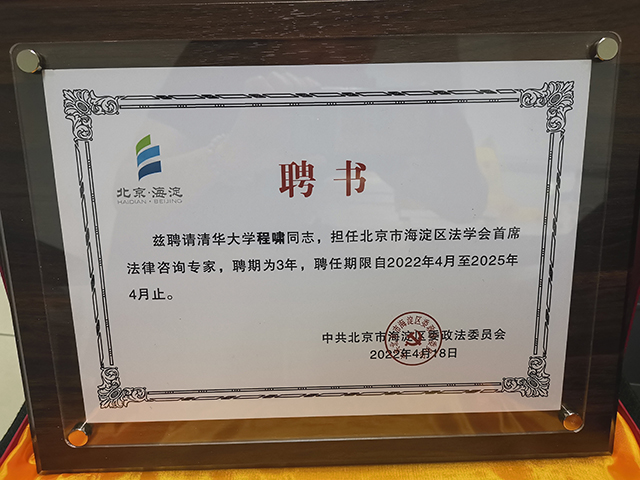 北京·海淀
HAIDIAN·BEIJING
聘书
兹聘请清华大学程啸同志，担任北京市海淀区法学会首席
法律咨询专家，聘期为3年，聘任期限自2022年4月至2025年
4月止。
中共北京市海淀区委政法委员会
2022年4月18日